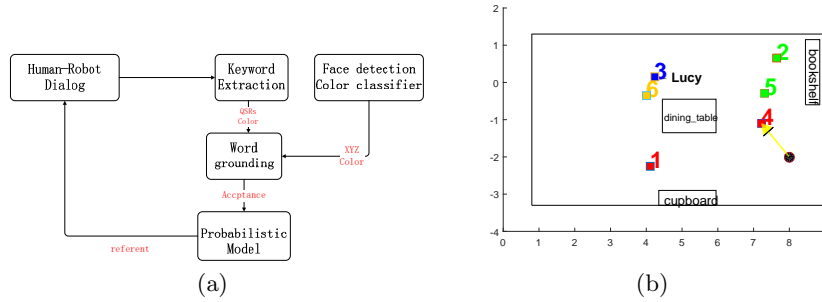 Human-Robot
Dialog
Keyword
Extraction
Face detection
Color classifier
QSRs
Color
Word
grounding
XYZ
Color
Accptance
Probabilistic
Model
referent
(a)
2
1
0
-1
-2
-3
-4
0
1
2
3
4
5
6
7
8
2
3
Lucy
6
5
bookshelf
dining_table
4
1
cupboard
(b)